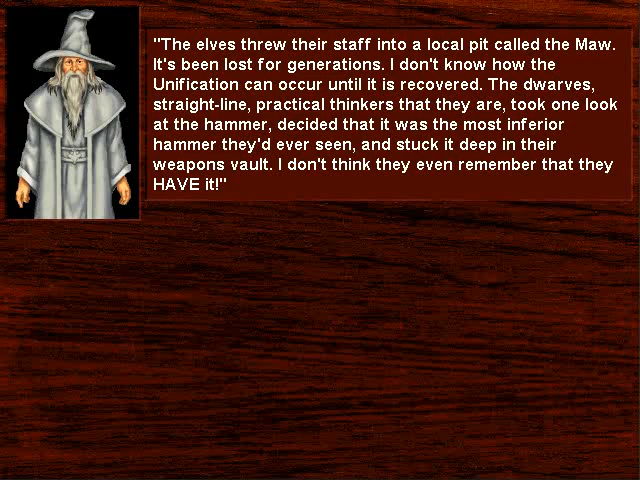 "The elves threw their staff into a local pit called the Maw.
It's been lost for generations. I don't know how the
Unification can occur until it is recovered. The dwarves,
straight-line, practical thinkers that they are, took one look
at the hammer, decided that it was the most inferior
hammer they'd ever seen, and stuck it deep in their
weapons vault. I don't think they even remember that they
HAVE it!"